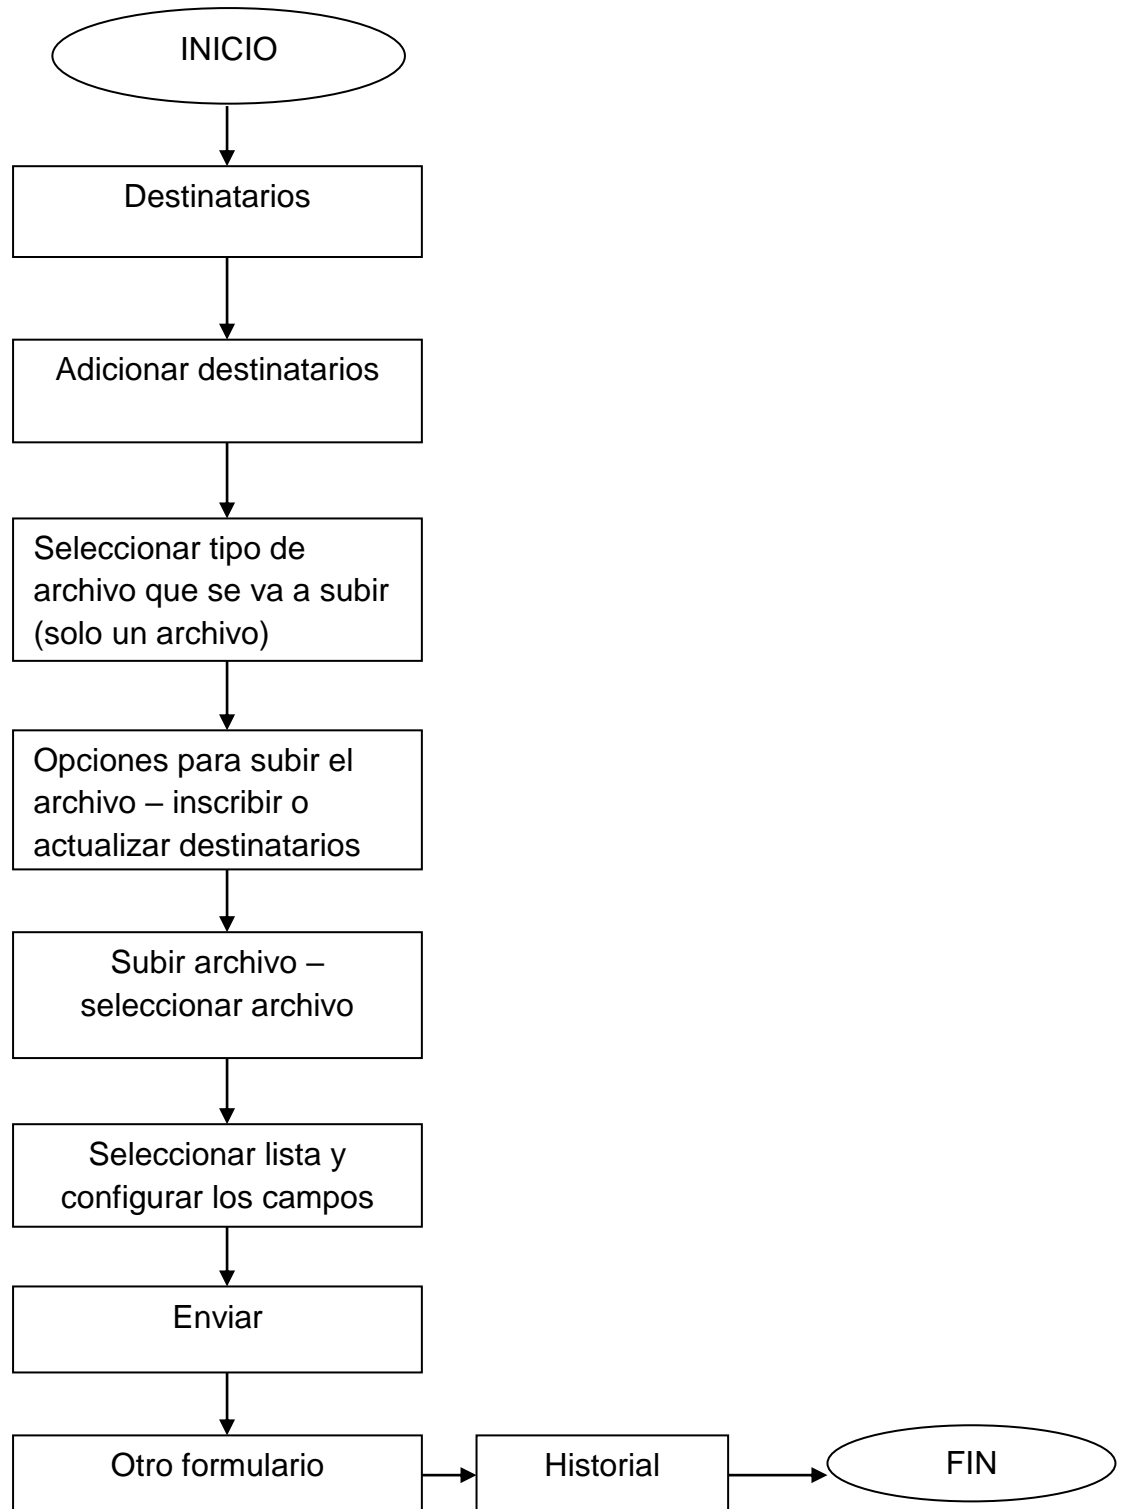 INICIO
Destinatarios
Adicionar destinatarios
Seleccionar tipo de
archivo que se va a subir
(solo un archivo)
Opciones para subir el
archivo – inscribir o
actualizar destinatarios
Subir archivo –
seleccionar archivo
Seleccionar lista y
configurar los campos
Enviar
Otro formulario
Historial
FIN